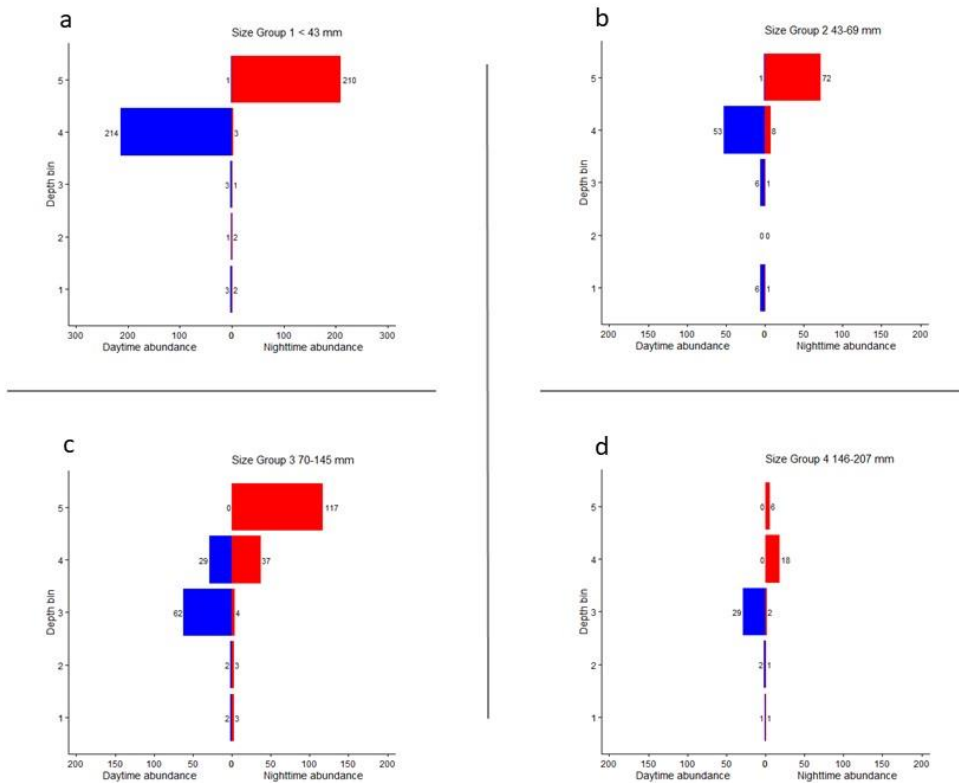 a
Size Group 1 < 43 mm
5
1
210
4
214
3
3
3
1
2
1
2
1
3
2
Depth bin
300 200 100 0 100 200 300
Daytime abundance Nighttime abundance
b
Size Group 2 43-69 mm
5
1
72
4
53
8
3
6
1
2
0 0
1
6
1
Depth bin
200 150 100 50 0 50 100 150 200
Daytime abundance Nighttime abundance
c
Size Group 3 70-145 mm
5
0
117
4
29
37
3
62
4
2
2
3
1
2
3
Depth bin
200 150 100 50 0 50 100 150 200
Daytime abundance Nighttime abundance
d
Size Group 4 146-207 mm
5
0
6
4
0
18
3
29
2
2
2
1
1
1
1
Depth bin
200 150 100 50 0 50 100 150 200
Daytime abundance Nighttime abundance